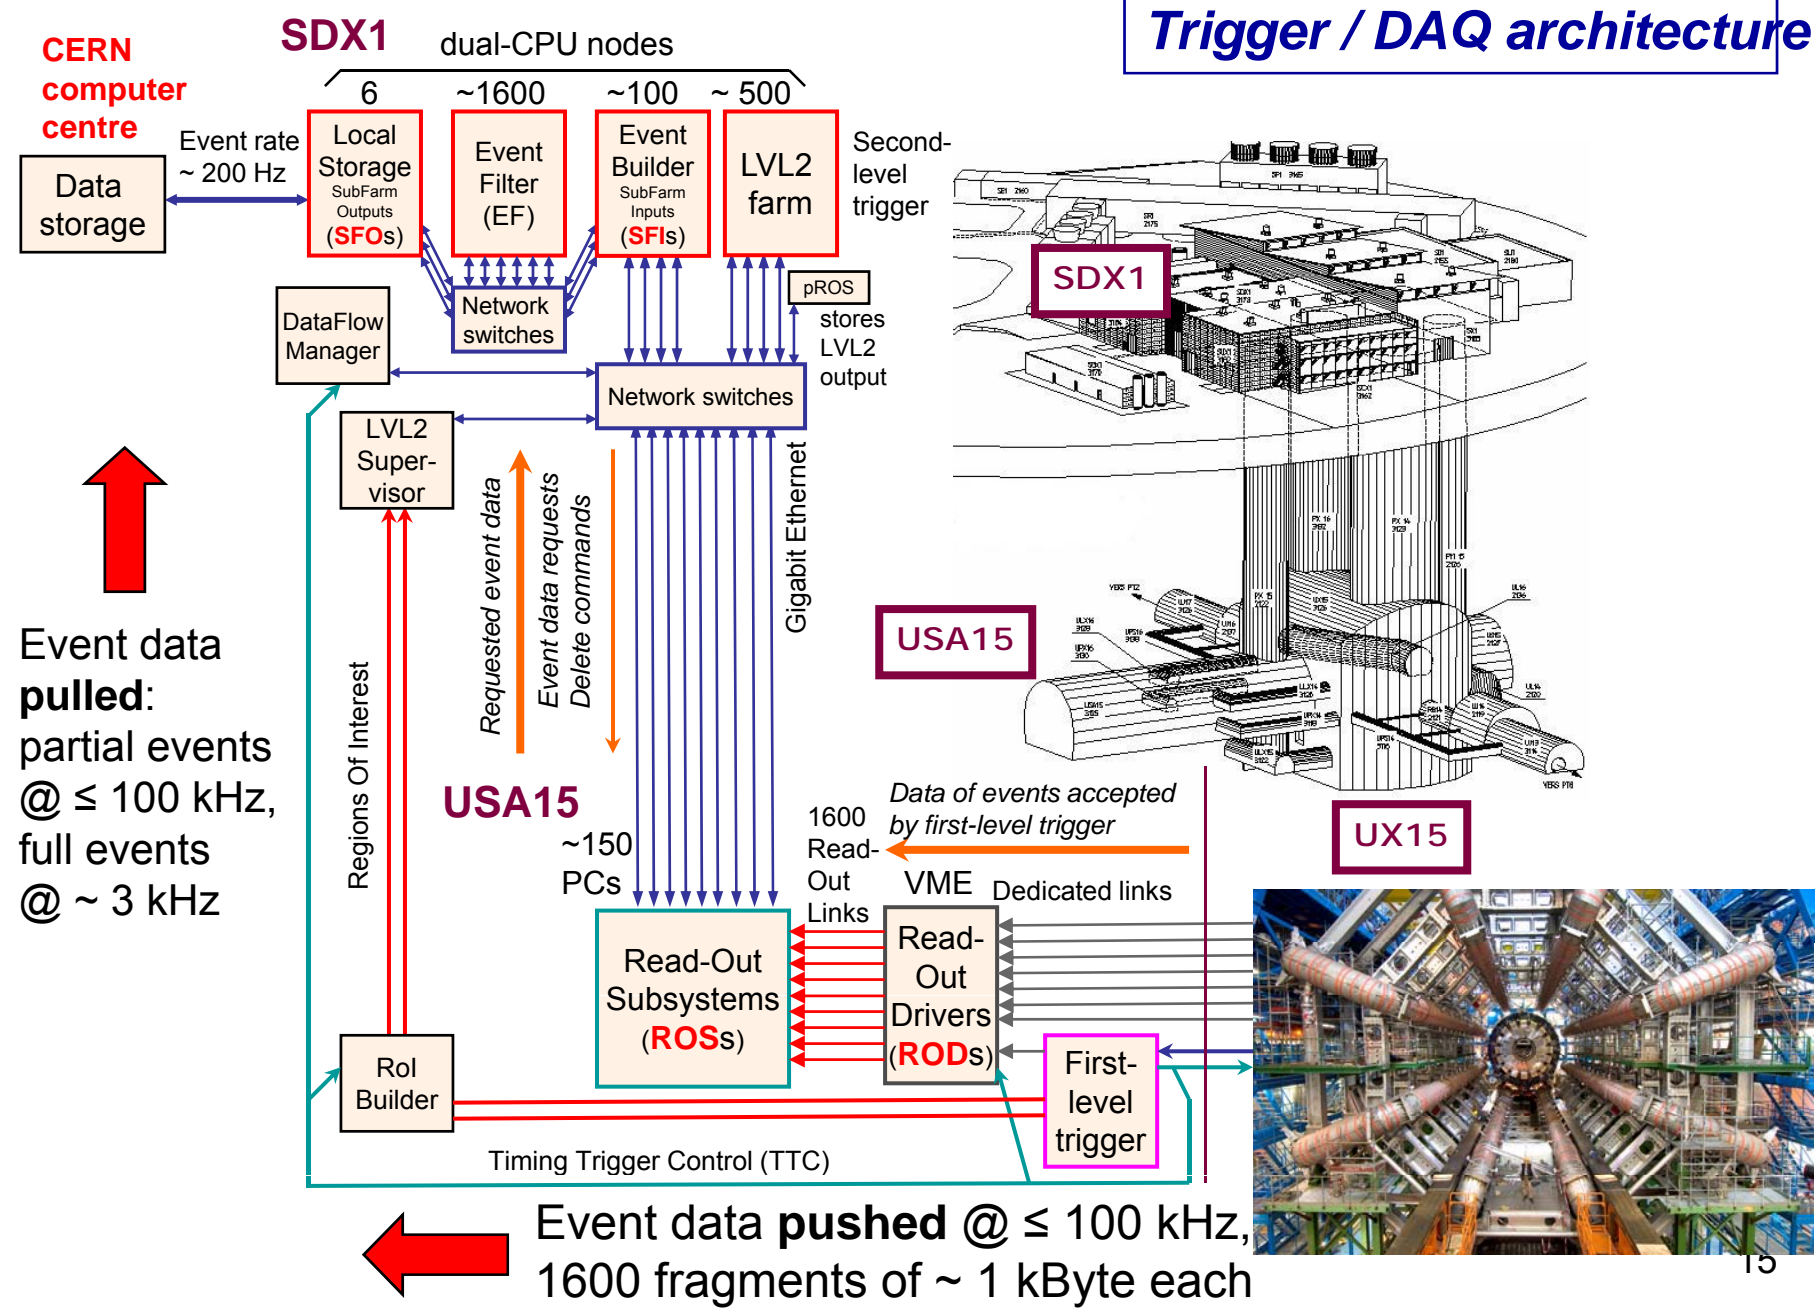 Trigger / DAQ architecture
SDX1
dual-CPU nodes
CERN
computer
centre
6
~1600
~100
~ 500
Event rate
~ 200 Hz
Data
storage
Local
Storage
SubFarm
Outputs
(SFOs)
Event
Filter
(EF)
Event
Builder
SubFarm
Inputs
(SFIs)
LVL2
farm
Second-
level
trigger
pROS
stores
LVL2
output
Network
switches
DataFlow
Manager
Network switches
LVL2
Super-
visor
Requested event data
Event data requests
Delete commands
Gigabit Ethernet
Regions Of Interest
Event data
pulled:
partial events
@ ≤ 100 kHz,
full events
@ ~ 3 kHz
SDX1
USA15
UX15
USA15
~150
PCs
1600
Read-
Out
Links
Data of events accepted
by first-level trigger
VME
Dedicated links
Read-Out
Subsystems
(ROSs)
Read-
Out
Drivers
(RODs)
First-
level
trigger
RoI
Builder
Timing Trigger Control (TTC)
Event data pushed @ ≤ 100 kHz,
1600 fragments of ~ 1 kByte each
15